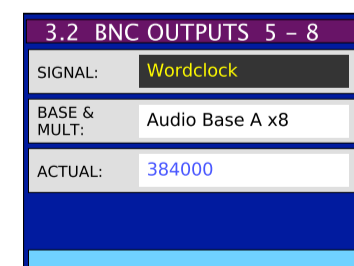 3.2 BNC OUTPUTS 5 – 8
SIGNAL: Wordclock
BASE &
MULT: Audio Base A x8
ACTUAL: 384000